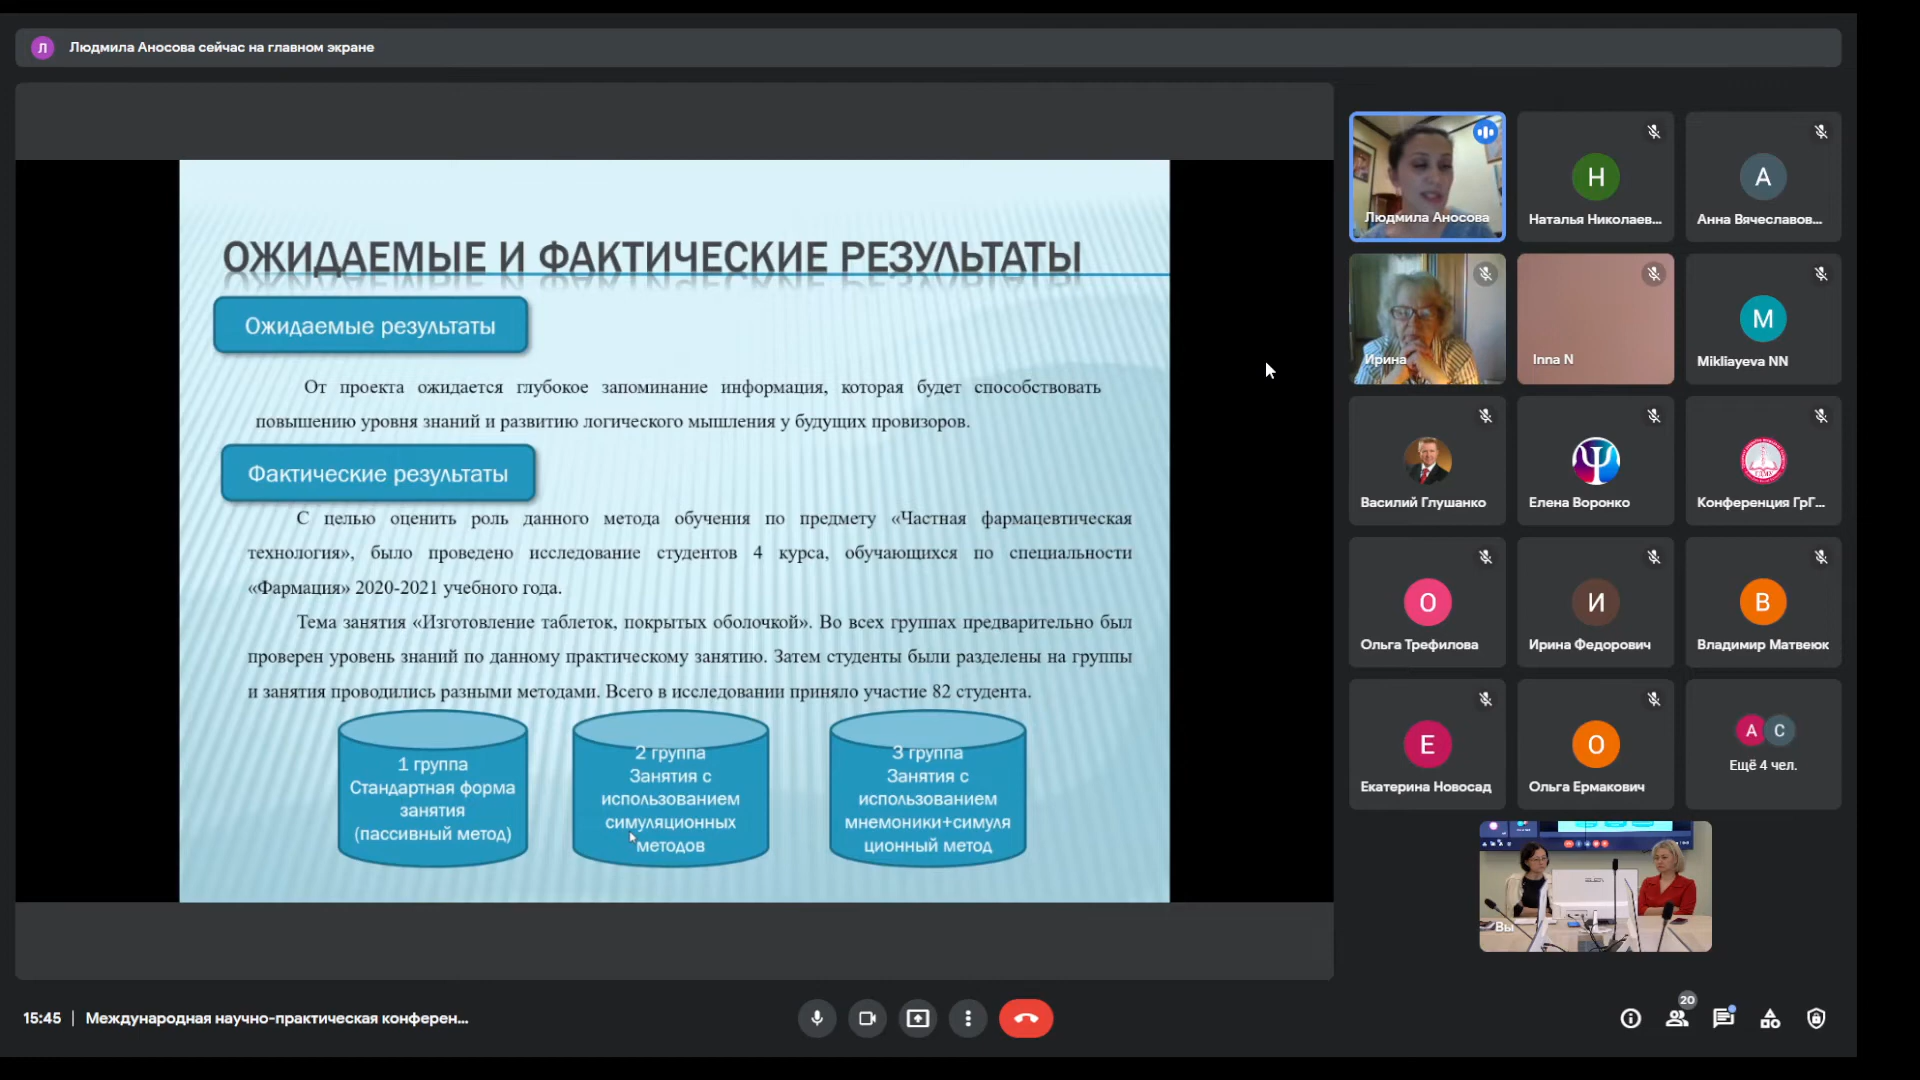 Л
Людмила Аносова сейчас на главном экране
ОЖИДАЕМЫЕ И ФАКТИЧЕСКИЕ РЕЗУЛЬТАТЫ
Ожидаемые результаты
От проекта ожидается глубокое запоминание информация, которая будет способствовать
повышению уровня знаний и развитию логического мышления у будущих провизоров.
Фактические результаты
С целью оценить роль данного метода обучения по предмету «Частная фармацевтическая
технология», было проведено исследование студентов 4 курса, обучающихся по специальности
«Фармация» 2020-2021 учебного года.
Тема занятия «Изготовление таблеток, покрытых оболочкой». Во всех группах предварительно был
проверен уровень знаний по данному практическому занятию. Затем студенты были разделены на группы
и занятия проводились разными методами. Всего в исследовании приняло участие 82 студента.
1 группа
Стандартная форма
занятия
(пассивный метод)
2 группа
Занятия с
использованием
симуляционных
методов
3 группа
Занятия с
использованием
мнемоники+симуля
ционный метод
Людмила Аносова
Н
Наталья Николаев...
А
Анна Вячеславов...
Ирина
Inna N
M
Mikliayeva NN
Василий Глушанко
Елена Воронко
Конференция ГрГ...
О
Ольга Трефилова
И
Ирина Федорович
В
Владимир Матвеюк
Е
Екатерина Новосад
О
Ольга Ермакович
А С
Ещё 4 чел.
Вы
15:45 | Международная научно-практическая конферен...
20